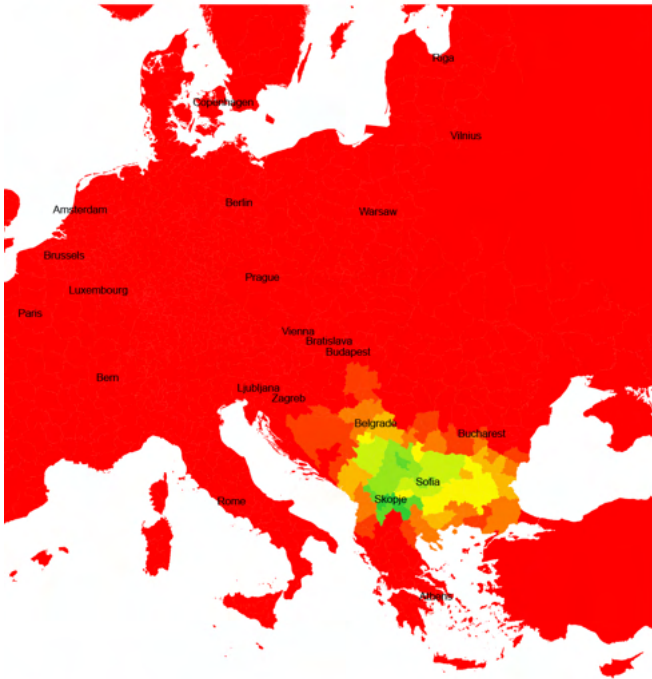 Riga
Copenhagen
Vilnius
Berlin
Amsterdam
Warsaw
Brussels
Prague
Luxembourg
Paris
Vienna
Bratislava
Budapest
Bern
Ljubljana
Zagreb
Belgrade
Bucharest
Sofia
Skopje
Rome
Athens